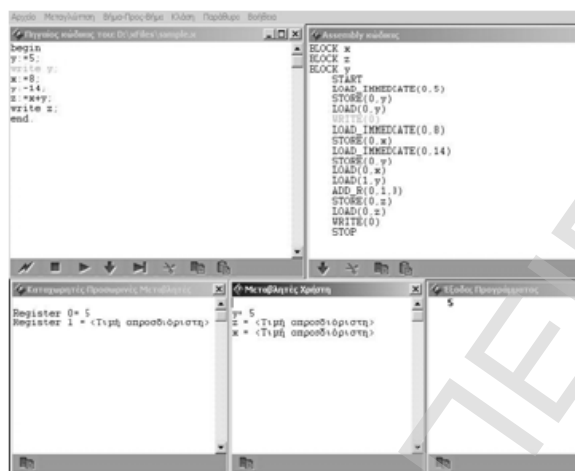 Αρχείο Μεταγλώττιση Βήμα-Προς-Βήμα Κλάση Παράθυρο Βοήθεια
Πηγαίος κώδικας του: D:\xFiles\sample.x
begin
y:=5;
write y;
x:=8;
y:=14;
z:=x+y;
write z;
end.
Assembly κώδικας
BLOCK x
BLOCK z
BLOCK y
START
LOAD_IMMEDIATE(0,5)
STORE(0,y)
LOAD(0,y)
WRITE(0)
LOAD_IMMEDIATE(0,8)
STORE(0,x)
LOAD_IMMEDIATE(0,14)
STORE(0,y)
LOAD(0,x)
LOAD(1,y)
ADD_R(0,1,0)
STORE(0,z)
LOAD(0,z)
WRITE(0)
STOP
Καταχωρητές Προσωρινές Μεταβλητές
Register 0= 5
Register 1 = <Τιμή απροσδιόριστη>
Μεταβλητές Χρήστη
y= 5
z = <Τιμή απροσδιόριστη>
x = <Τιμή απροσδιόριστη>
Έξοδος Προγράμματος
5
ΠΕ